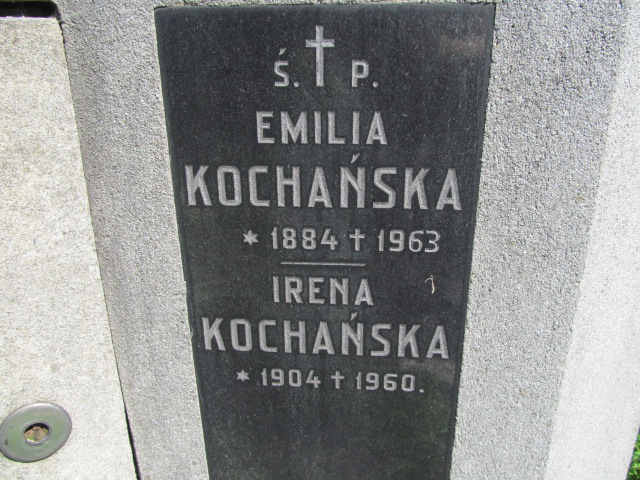 Ś. P.
EMILIA
KOCHAŃSKA
* 1884 † 1963
IRENA
KOCHAŃSKA
* 1904 † 1960.